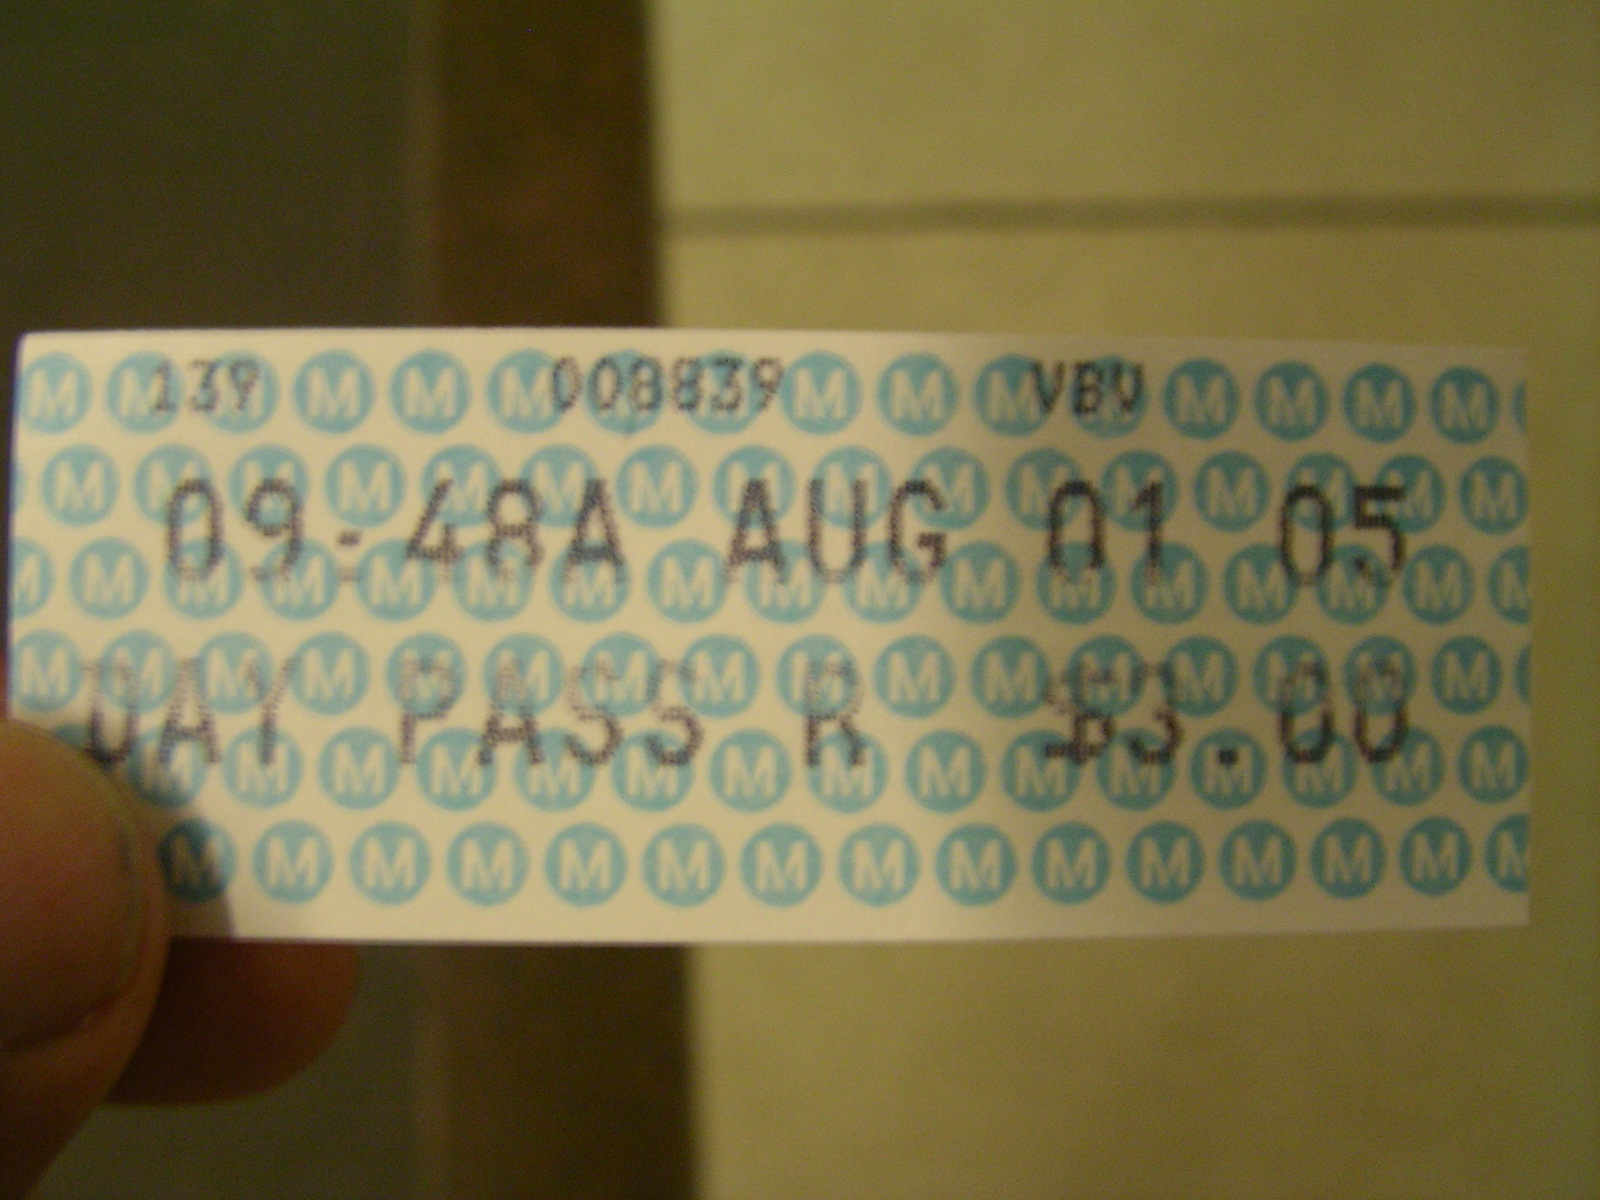 139 008839 VBV
09:48A AUG 01 05
DAY PASS R $3.00